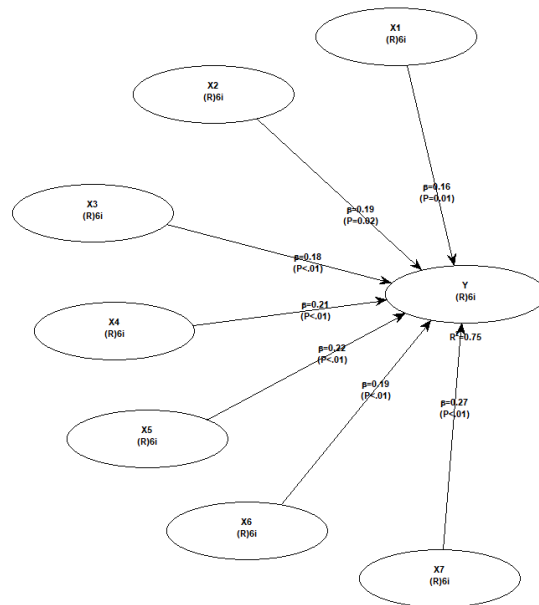 X1
(R)6i
X2
(R)6i
β=0.16
(P=0.01)
X3
(R)6i
β=0.19
(P=0.02)
β=0.18
(P<.01)
Y
(R)6i
X4
(R)6i
β=0.21
(P<.01)
R²=0.75
β=0.22
(P<.01)
X5
(R)6i
β=0.19
(P<.01)
β=0.27
(P<.01)
X6
(R)6i
X7
(R)6i